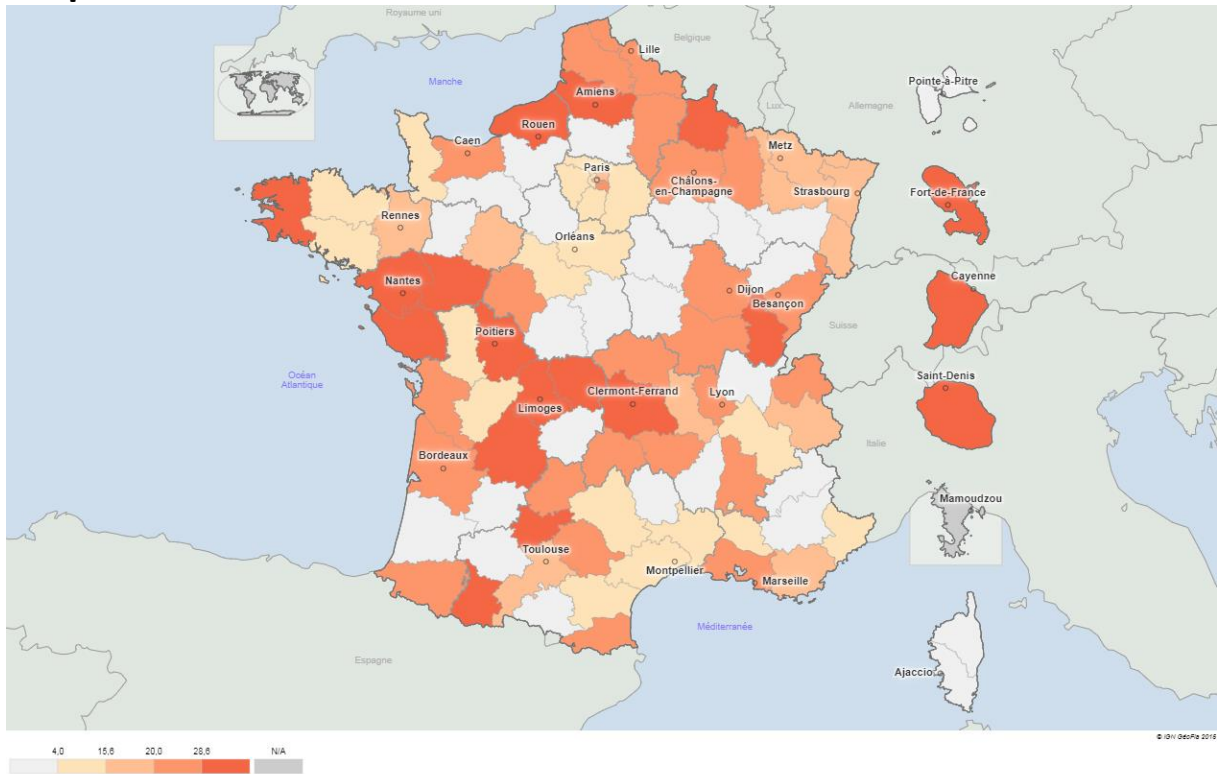 Royaume uni
Lille
Belgique
Manche
Pointe-à-Pitre
Amiens
Lux.
Allemagne
Rouen
Caen
Metz
Paris
Châlons-
en-Champagne
Strasbourg
Fort-de-France
Rennes
Orléans
Nantes
Dijon
Cayenne
Besançon
Poitiers
Suisse
Océan
Atlantique
Saint-Denis
Clermont-Ferrand
Lyon
Limoges
Italie
Bordeaux
Mamoudzou
Toulouse
Montpellier
Marseille
Méditerranée
Espagne
Ajaccio
© IGN GéoFla 2015
4,0 15,6 20,0 28,6 N/A